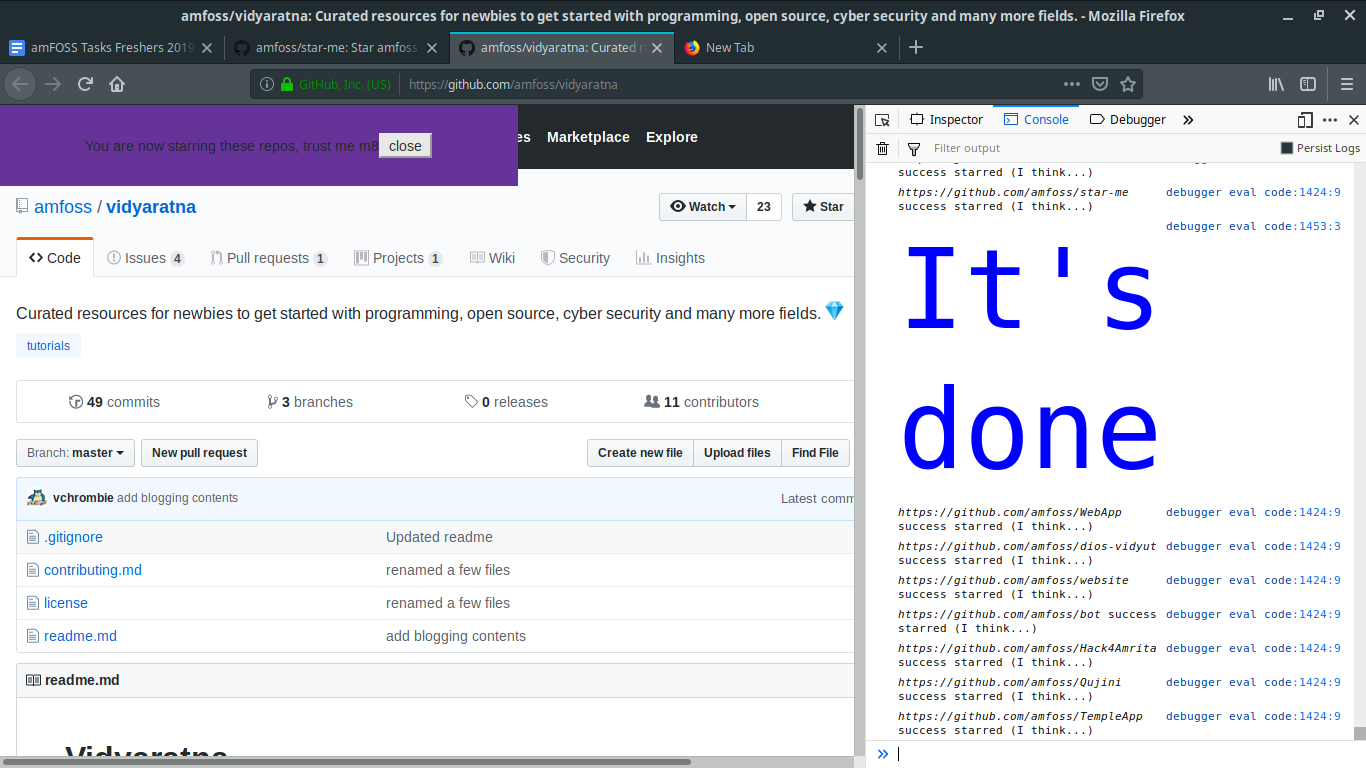 amfoss/vidyaratna: Curated resources for newbies to get started with programming, open source, cyber security and many more fields. - Mozilla Firefox
amFOSS Tasks Freshers 2019
amfoss/star-me: Star amfoss
amfoss/vidyaratna: Curated r
New Tab
GitHub, Inc. (US)
https://github.com/amfoss/vidyaratna
You are now starring these repos, trust me m8
close
es
Marketplace
Explore
amfoss / vidyaratna
Watch
23
Star
Code
Issues 4
Pull requests 1
Projects 1
Wiki
Security
Insights
Curated resources for newbies to get started with programming, open source, cyber security and many more fields.
tutorials
49 commits
3 branches
0 releases
11 contributors
Branch: master
New pull request
Create new file
Upload files
Find File
vchrombie add blogging contents
Latest comm
.gitignore
Updated readme
contributing.md
renamed a few files
license
renamed a few files
readme.md
add blogging contents
readme.md
Vidyaratna
Inspector
Console
Debugger
Filter output
Persist Logs
success starred (I think...)
https://github.com/amfoss/star-me
debugger eval code:1424:9
success starred (I think...)
debugger eval code:1453:3
It's
done
https://github.com/amfoss/WebApp
debugger eval code:1424:9
success starred (I think...)
https://github.com/amfoss/dios-vidyut
debugger eval code:1424:9
success starred (I think...)
https://github.com/amfoss/website
debugger eval code:1424:9
success starred (I think...)
https://github.com/amfoss/bot success
debugger eval code:1424:9
starred (I think...)
https://github.com/amfoss/Hack4Amrita
debugger eval code:1424:9
success starred (I think...)
https://github.com/amfoss/Qujini
debugger eval code:1424:9
success starred (I think...)
https://github.com/amfoss/TempleApp
debugger eval code:1424:9
success starred (I think...)